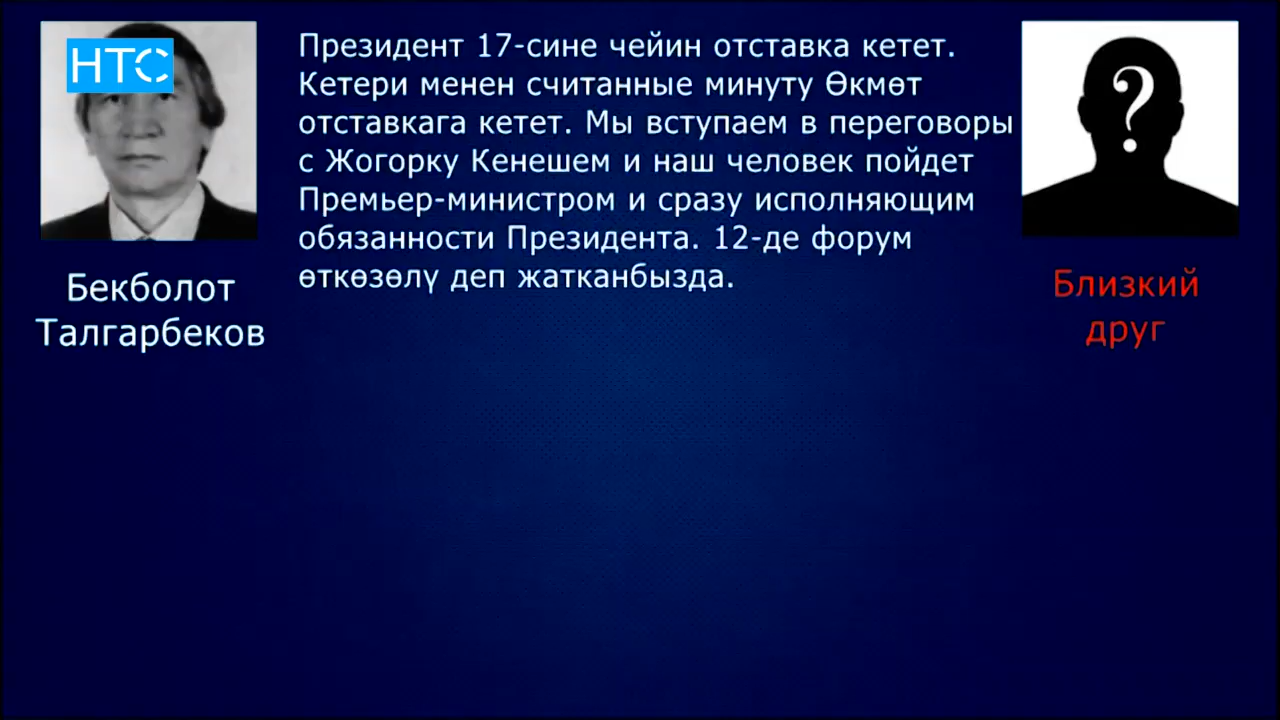 НТС
Президент 17-сине чейин отставка кетет.
Кетери менен считанные минуту Өкмөт
отставкага кетет. Мы вступаем в переговоры
с Жогорку Кенешем и наш человек пойдет
Премьер-министром и сразу исполняющим
обязанности Президента. 12-де форум
өткөзөлү деп жатканбызда.
?
Бекболот
Талгарбеков
Близкий
друг